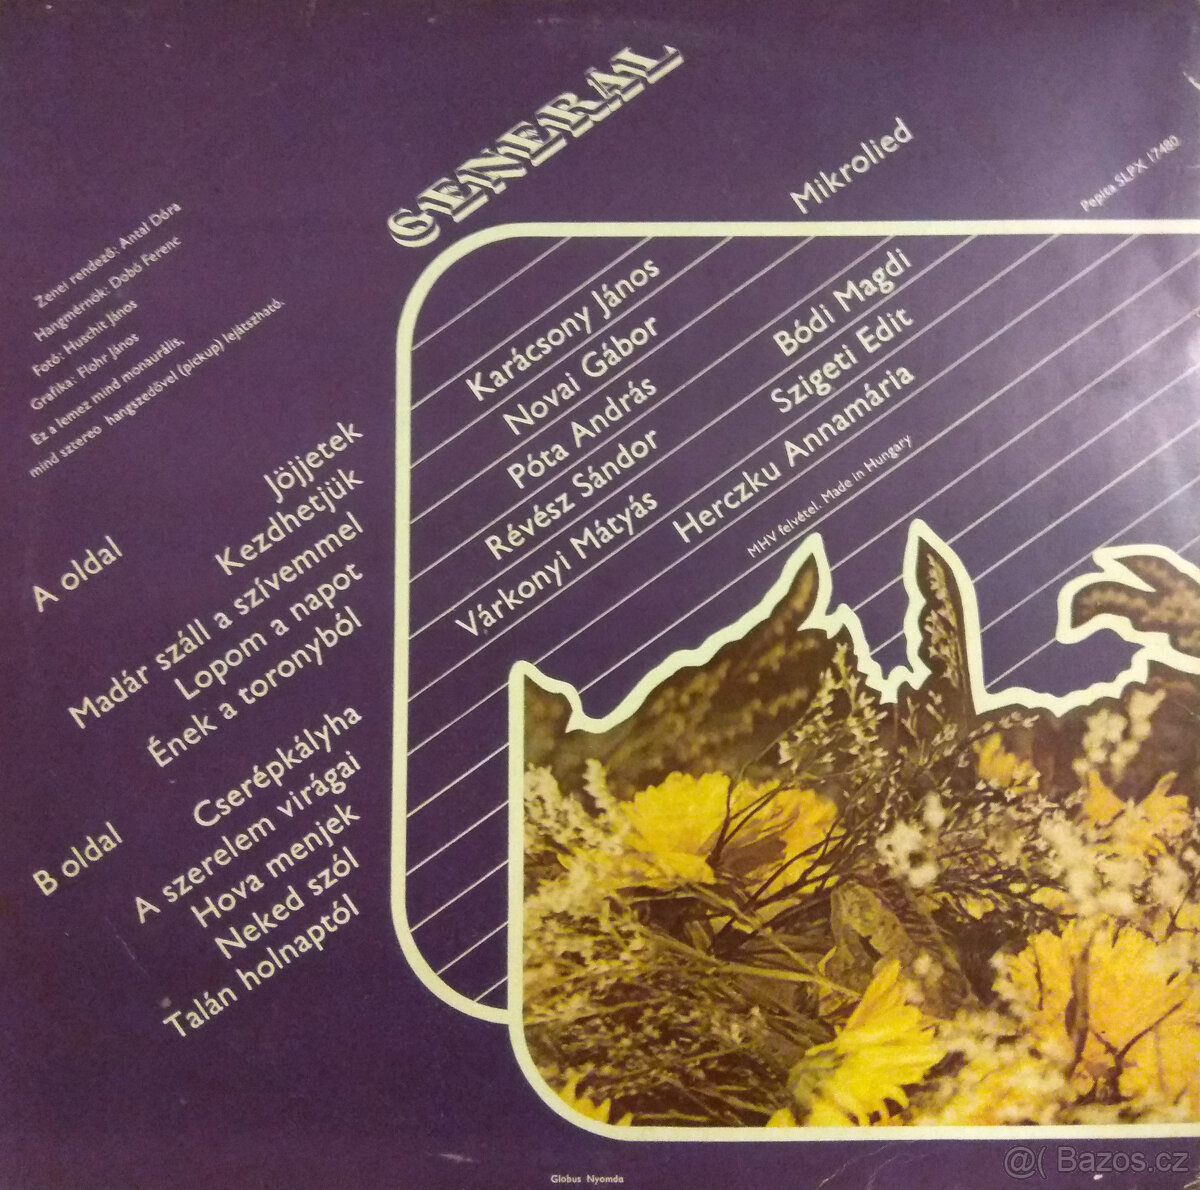 GENERÁL
Mikrolied
Pepita SLPX 17480
Zenei rendező: Antal Dóra
Hangmérnök: Dobó Ferenc
Fotó: Huschit János
Grafika: Flohr János
Ez a lemez mind monaurális,
mind sztereo hangszedővel (pickup) lejátszható.
Karácsony János
Novai Gábor
Póta András
Révész Sándor
Várkonyi Mátyás
Bódi Magdi
Szigeti Edit
Herczku Annamária
MHV felvétel. Made in Hungary
A oldal
Jöjjetek
Kezdhetjük
Madár száll a szívemmel
Lopom a napot
Ének a toronyból
B oldal
Cserépkályha
A szerelem virágai
Hova menjek
Neked szól
Talán holnaptól
Globus Nyomda
@( Bazos.cz